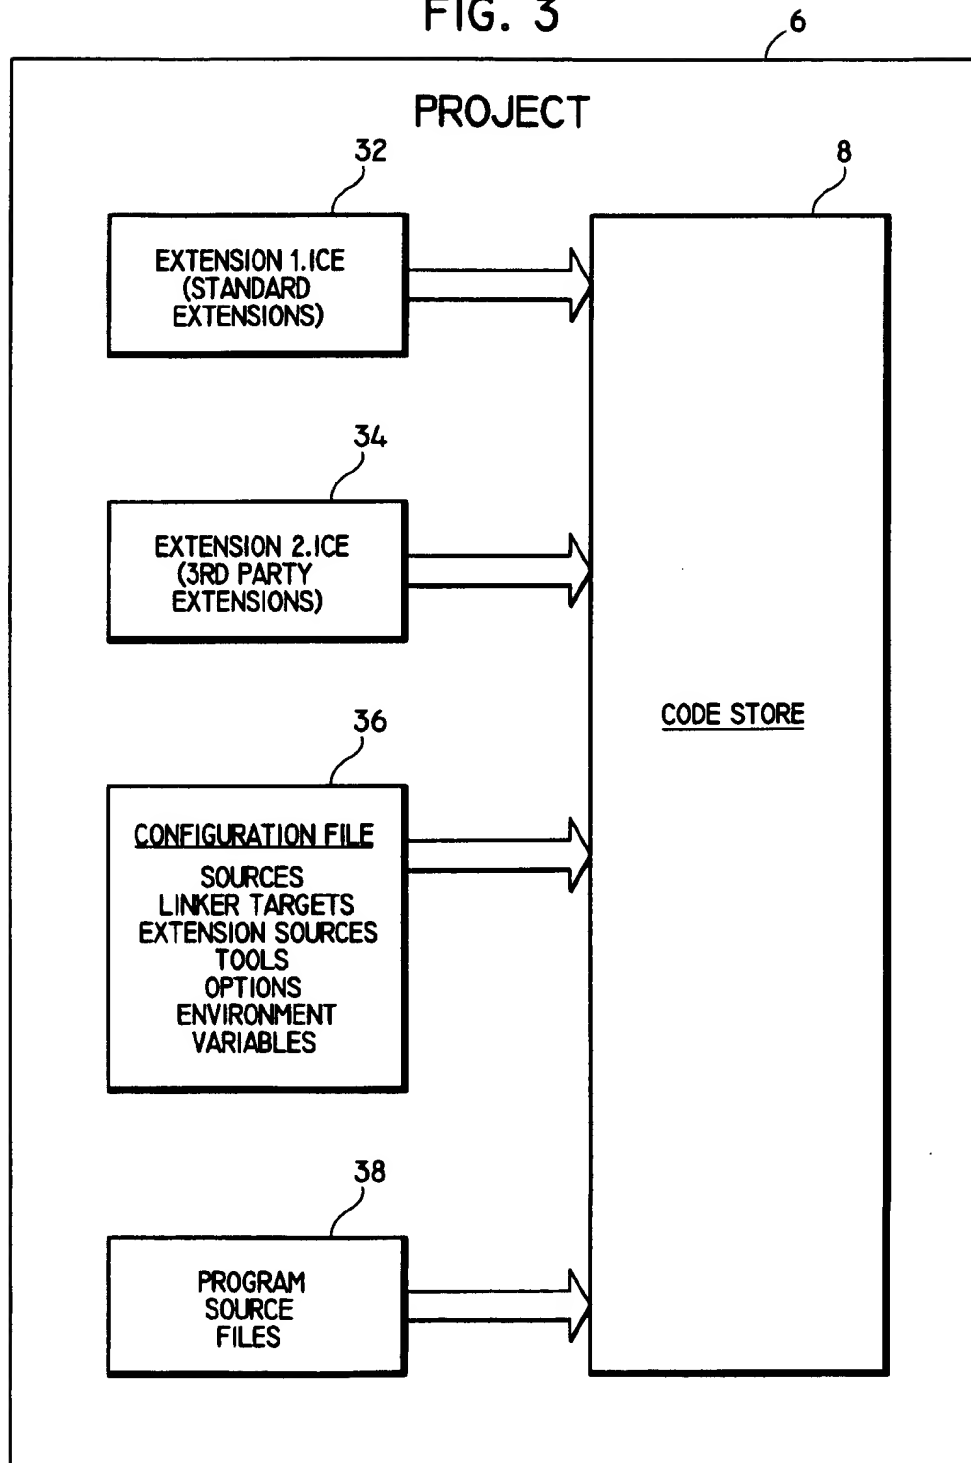 FIG. 3
6
PROJECT
32
EXTENSION 1.ICE
(STANDARD
EXTENSIONS)
8
34
EXTENSION 2.ICE
(3RD PARTY
EXTENSIONS)
CODE STORE
36
CONFIGURATION FILE
SOURCES
LINKER TARGETS
EXTENSION SOURCES
TOOLS
OPTIONS
ENVIRONMENT
VARIABLES
38
PROGRAM
SOURCE
FILES